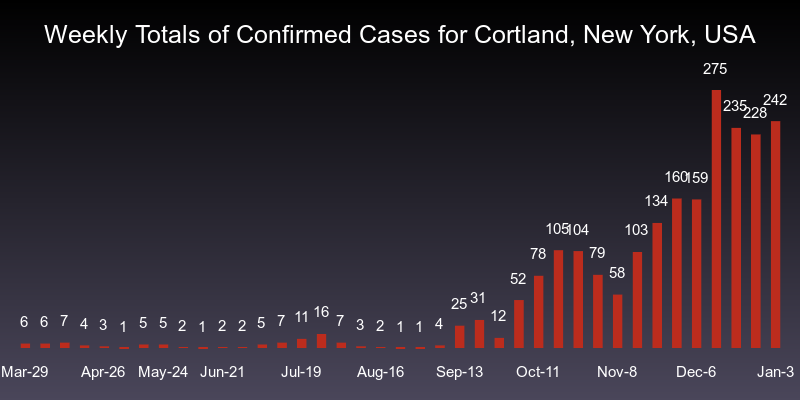 Weekly Totals of Confirmed Cases for Cortland, New York, USA
6 6 7 4 3 1 5 5 2 1 2 2 5 7 11 16 7 3 2 1 1 4 25 31 12 52 78 105 104 79 58 103 134 160 159 275 235 228 242
Mar-29 Apr-26 May-24 Jun-21 Jul-19 Aug-16 Sep-13 Oct-11 Nov-8 Dec-6 Jan-3